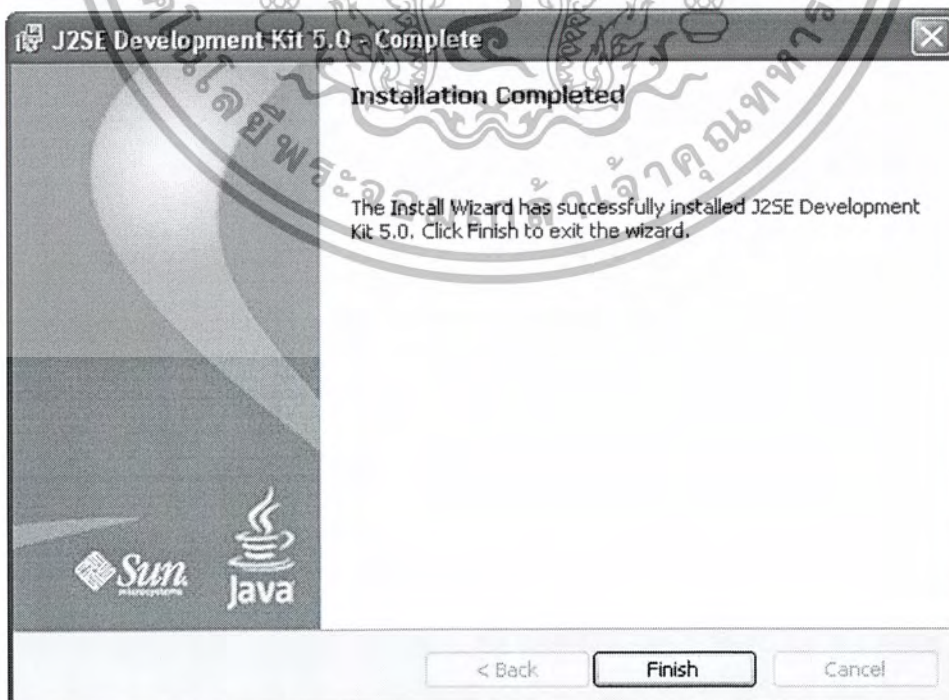 J2SE Development Kit 5.0 - Complete
Installation Completed
The Install Wizard has successfully installed J2SE Development
Kit 5.0. Click Finish to exit the wizard.
Sun
microsystems
Java
< Back
Finish
Cancel